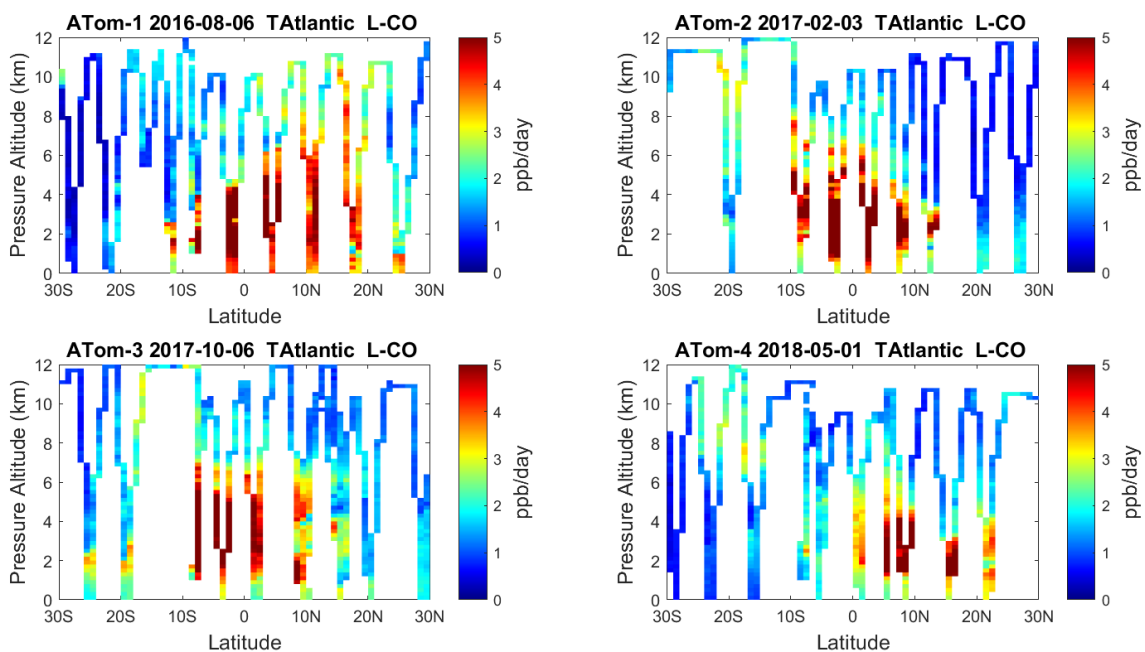 ATom-1 2016-08-06  TAtlantic  L-CO
12
10
8
6
4
2
0
Pressure Altitude (km)
30S 20S 10S 0 10N 20N 30N
Latitude
5
4
3
2
1
0
ppb/day
ATom-2 2017-02-03  TAtlantic  L-CO
12
10
8
6
4
2
0
Pressure Altitude (km)
30S 20S 10S 0 10N 20N 30N
Latitude
5
4
3
2
1
0
ppb/day
ATom-3 2017-10-06  TAtlantic  L-CO
12
10
8
6
4
2
0
Pressure Altitude (km)
30S 20S 10S 0 10N 20N 30N
Latitude
5
4
3
2
1
0
ppb/day
ATom-4 2018-05-01  TAtlantic  L-CO
12
10
8
6
4
2
0
Pressure Altitude (km)
30S 20S 10S 0 10N 20N 30N
Latitude
5
4
3
2
1
0
ppb/day